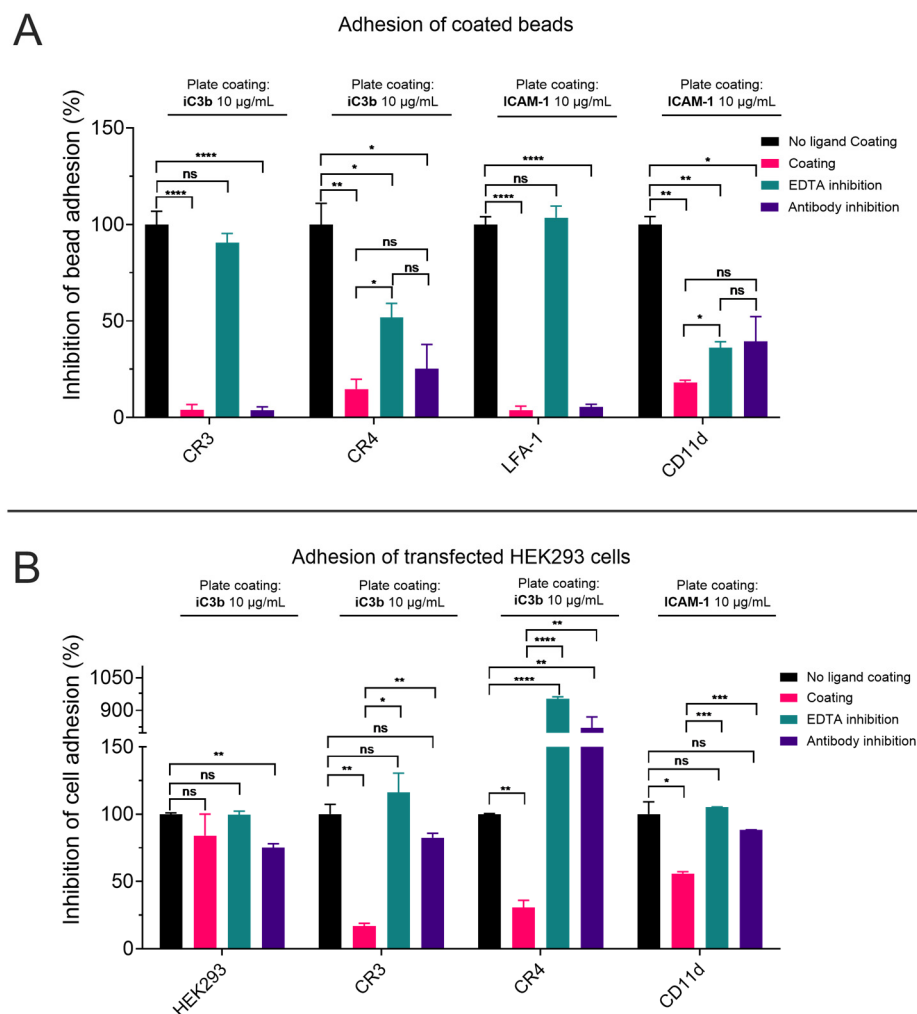 A
Adhesion of coated beads
Plate coating:
iC3b 10 µg/mL
Plate coating:
iC3b 10 µg/mL
Plate coating:
ICAM-1 10 µg/mL
Plate coating:
ICAM-1 10 µg/mL
Inhibition of bead adhesion (%)
150
100
50
0
****
ns
****
*
*
**
ns
ns
*
****
ns
****
*
**
**
ns
ns
*
No ligand Coating
Coating
EDTA inhibition
Antibody inhibition
CR3
CR4
LFA-1
CD11d
B
Adhesion of transfected HEK293 cells
Plate coating:
iC3b 10 µg/mL
Plate coating:
iC3b 10 µg/mL
Plate coating:
iC3b 10 µg/mL
Plate coating:
ICAM-1 10 µg/mL
Inhibition of cell adhesion (%)
1050
900
150
100
50
0
**
ns
ns
**
*
ns
ns
**
**
****
**
****
**
***
***
ns
ns
*
No ligand coating
Coating
EDTA inhibition
Antibody inhibition
HEK293
CR3
CR4
CD11d